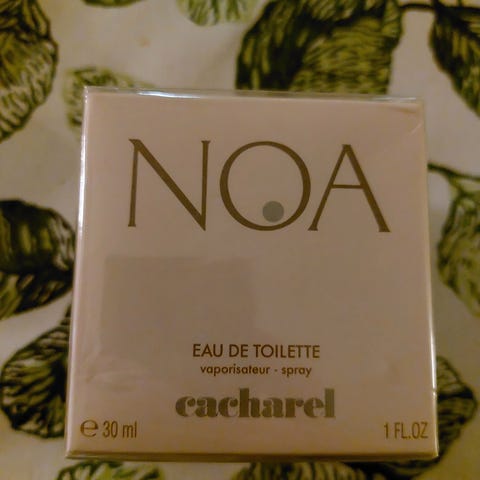 NOA
EAU DE TOILETTE
vaporisateur - spray
cacharel
℮ 30 ml 1 FL.OZ